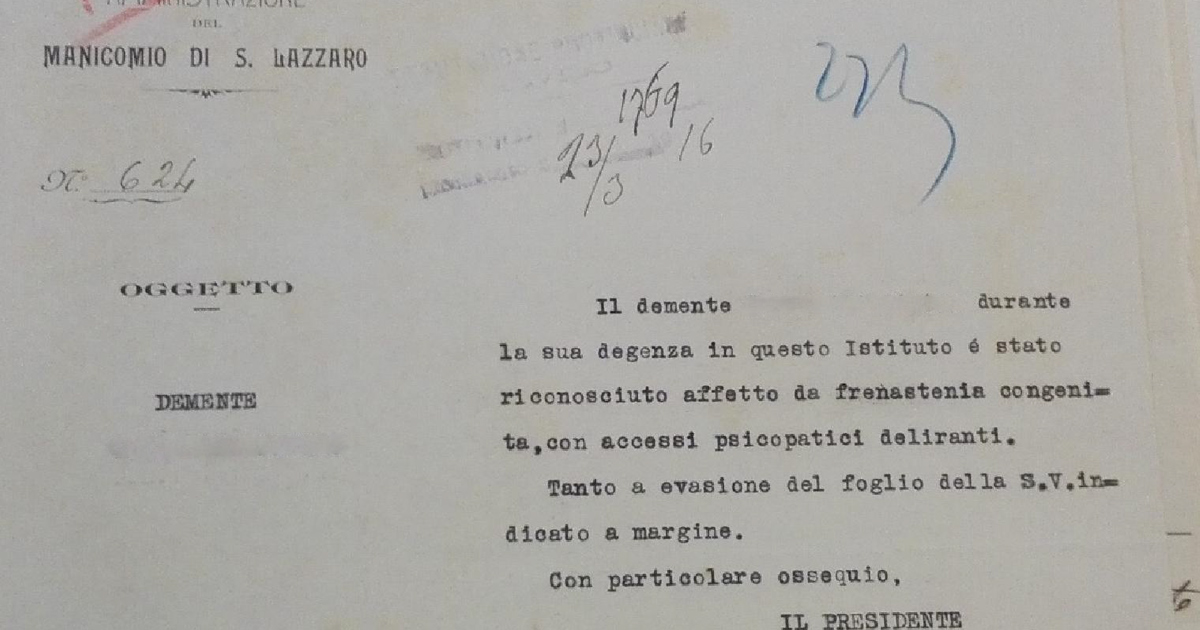 DEL
MANICOMIO DI S. LAZZARO
1769
23/3 /16
N.° 624
OGGETTO
DEMENTE
Il demente durante
la sua degenza in questo Istituto é stato
riconosciuto affetto da frenastenia congeni=
ta,con accessi psicopatici deliranti.
Tanto a evasione del foglio della S.V.in=
dicato a margine.
Con particolare ossequio,
IL PRESIDENTE